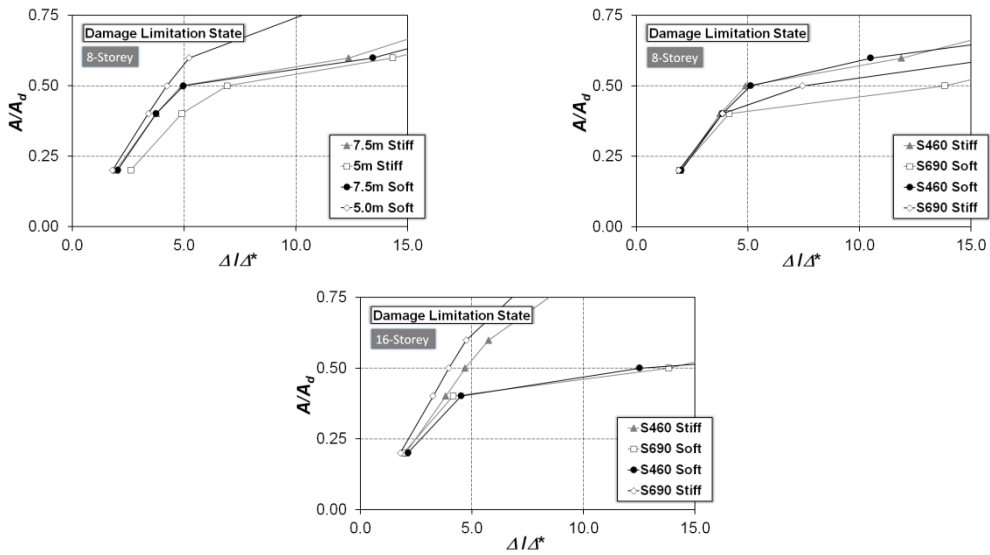 0.75
Damage Limitation State
8-Storey
0.50
A/Ad
0.25
7.5m Stiff
5m Stiff
7.5m Soft
5.0m Soft
0.00
0.0 5.0 10.0 15.0
Δ/Δ*
0.75
Damage Limitation State
8-Storey
0.50
A/Ad
0.25
S460 Stiff
S690 Soft
S460 Soft
S690 Stiff
0.00
0.0 5.0 10.0 15.0
Δ/Δ*
0.75
Damage Limitation State
16-Storey
0.50
A/Ad
0.25
S460 Stiff
S690 Soft
S460 Soft
S690 Stiff
0.00
0.0 5.0 10.0 15.0
Δ/Δ*